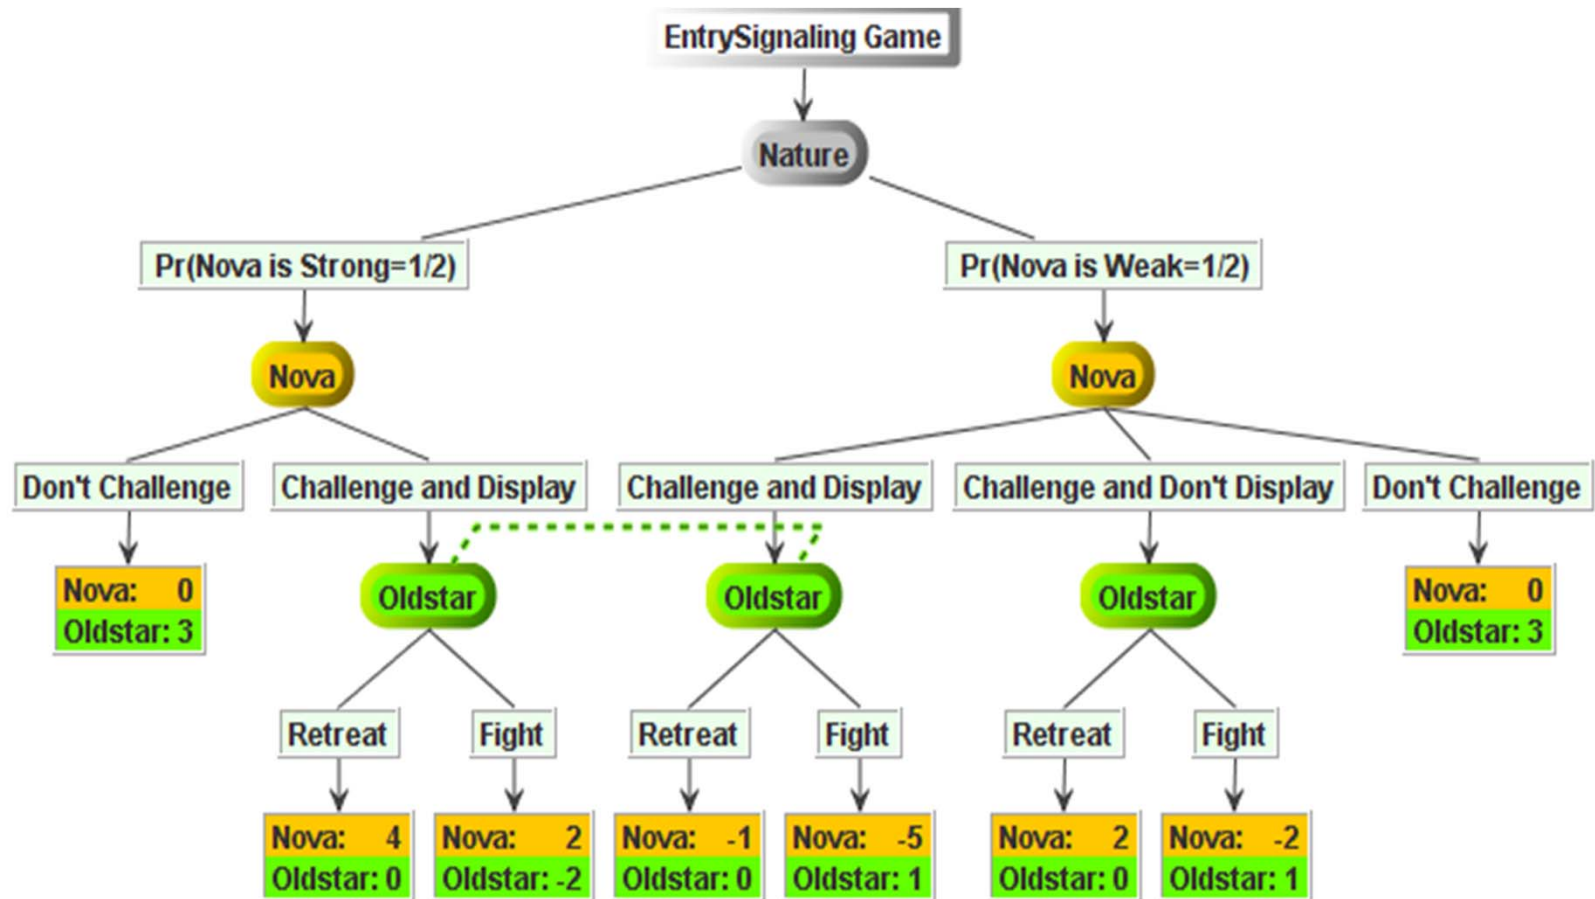 EntrySignaling Game
Nature
Pr(Nova is Strong=1/2)
Pr(Nova is Weak=1/2)
Nova
Nova
Don't Challenge
Challenge and Display
Challenge and Display
Challenge and Don't Display
Don't Challenge
Nova: 0
Oldstar: 3
Oldstar
Oldstar
Oldstar
Nova: 0
Oldstar: 3
Retreat
Fight
Retreat
Fight
Retreat
Fight
Nova: 4
Oldstar: 0
Nova: 2
Oldstar: -2
Nova: -1
Oldstar: 0
Nova: -5
Oldstar: 1
Nova: 2
Oldstar: 0
Nova: -2
Oldstar: 1